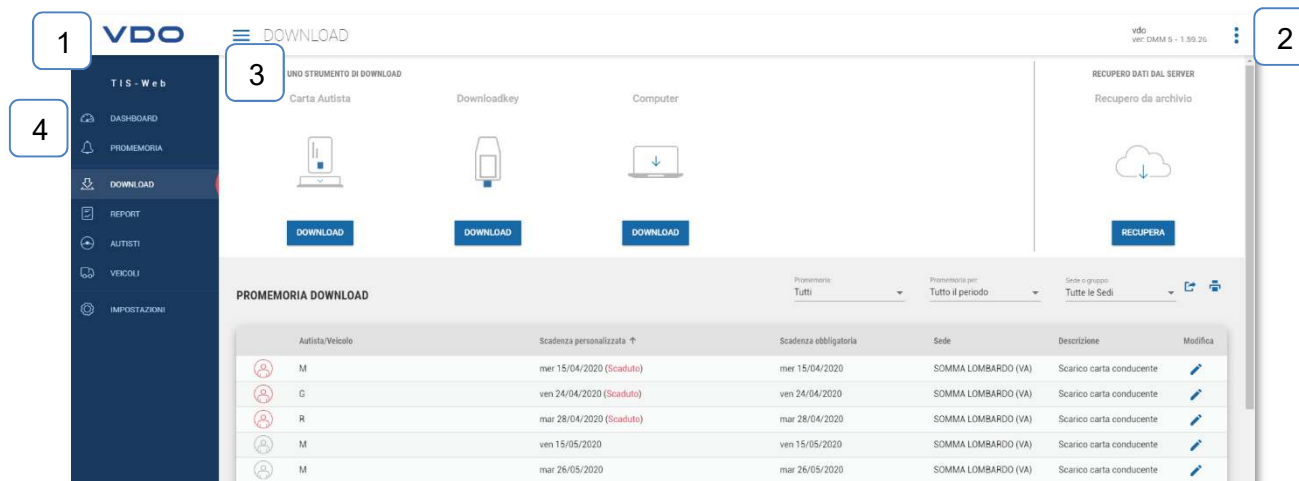 1
VDO
DOWNLOAD
vdo
ver: DMM 5 - 1.59.26
2
TIS-Web
3
UNO STRUMENTO DI DOWNLOAD
RECUPERO DATI DAL SERVER
Carta Autista
Downloadkey
Computer
Recupero da archivio
4
DASHBOARD
PROMEMORIA
DOWNLOAD
REPORT
AUTISTI
VEICOLI
IMPOSTAZIONI
DOWNLOAD
DOWNLOAD
DOWNLOAD
RECUPERA
PROMEMORIA DOWNLOAD
Promemoria:
Tutti
Promemoria per:
Tutto il periodo
Sede o gruppo:
Tutte le Sedi
Autista/Veicolo Scadenza personalizzata ↑ Scadenza obbligatoria Sede Descrizione Modifica
M mer 15/04/2020 (Scaduto) mer 15/04/2020 SOMMA LOMBARDO (VA) Scarico carta conducente
G ven 24/04/2020 (Scaduto) ven 24/04/2020 SOMMA LOMBARDO (VA) Scarico carta conducente
R mar 28/04/2020 (Scaduto) mar 28/04/2020 SOMMA LOMBARDO (VA) Scarico carta conducente
M ven 15/05/2020 ven 15/05/2020 SOMMA LOMBARDO (VA) Scarico carta conducente
M mar 26/05/2020 mar 26/05/2020 SOMMA LOMBARDO (VA) Scarico carta conducente